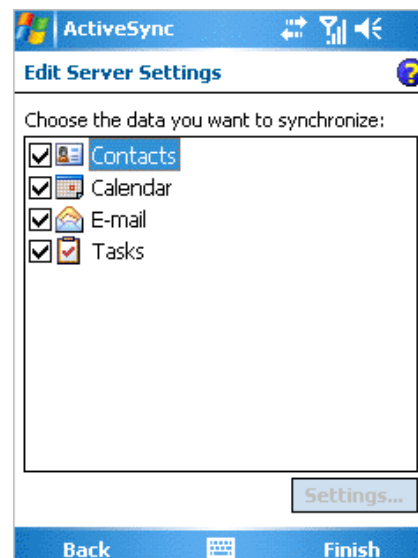 ActiveSync
Edit Server Settings
Choose the data you want to synchronize:
Contacts
Calendar
E-mail
Tasks
Settings...
Back Finish